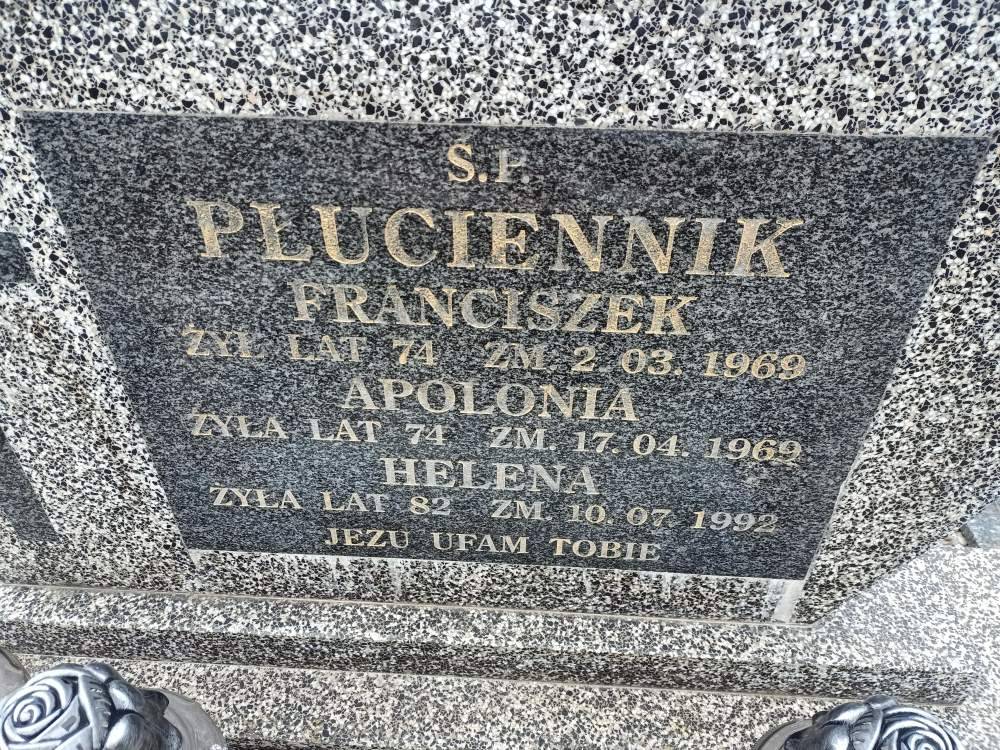 Ś.P.
PŁUCIENNIK
FRANCISZEK
ŻYŁ LAT 74 ZM. 2 03. 1969
APOLONIA
ŻYŁA LAT 74 ZM. 17. 04. 1969
HELENA
ŻYŁA LAT 82 ZM. 10. 07. 1992
JEZU UFAM TOBIE